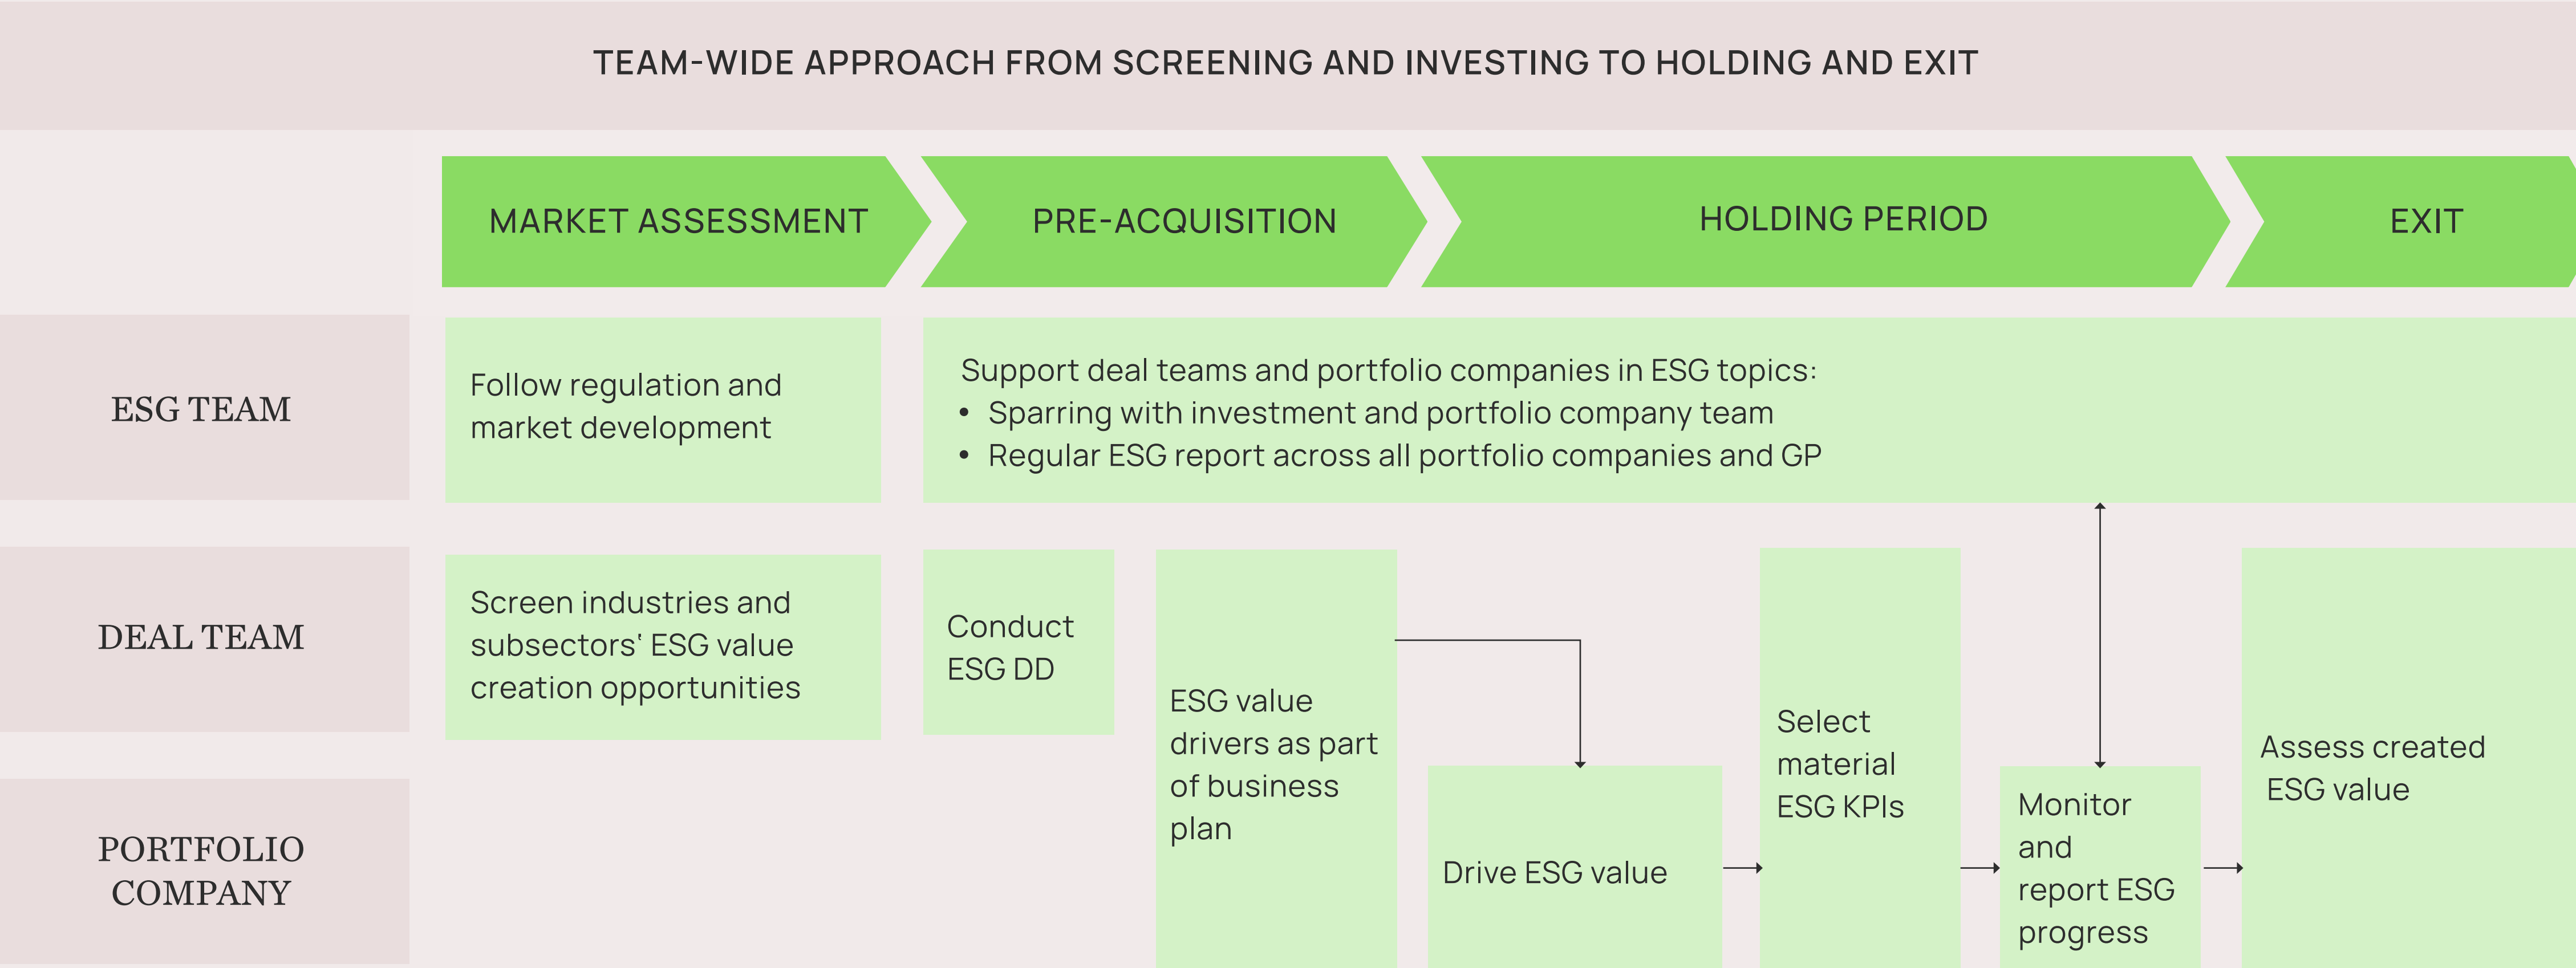 TEAM-WIDE APPROACH FROM SCREENING AND INVESTING TO HOLDING AND EXIT
MARKET ASSESSMENT
PRE-ACQUISITION
HOLDING PERIOD
EXIT
ESG TEAM
Follow regulation and
market development
Support deal teams and portfolio companies in ESG topics:
• Sparring with investment and portfolio company team
• Regular ESG report across all portfolio companies and GP
DEAL TEAM
Screen industries and
subsectors‛ ESG value
creation opportunities
Conduct
ESG DD
ESG value
drivers as part
of business
plan
Select
material
ESG KPIs
Assess created
ESG value
PORTFOLIO
COMPANY
Drive ESG value
Monitor
and
report ESG
progress